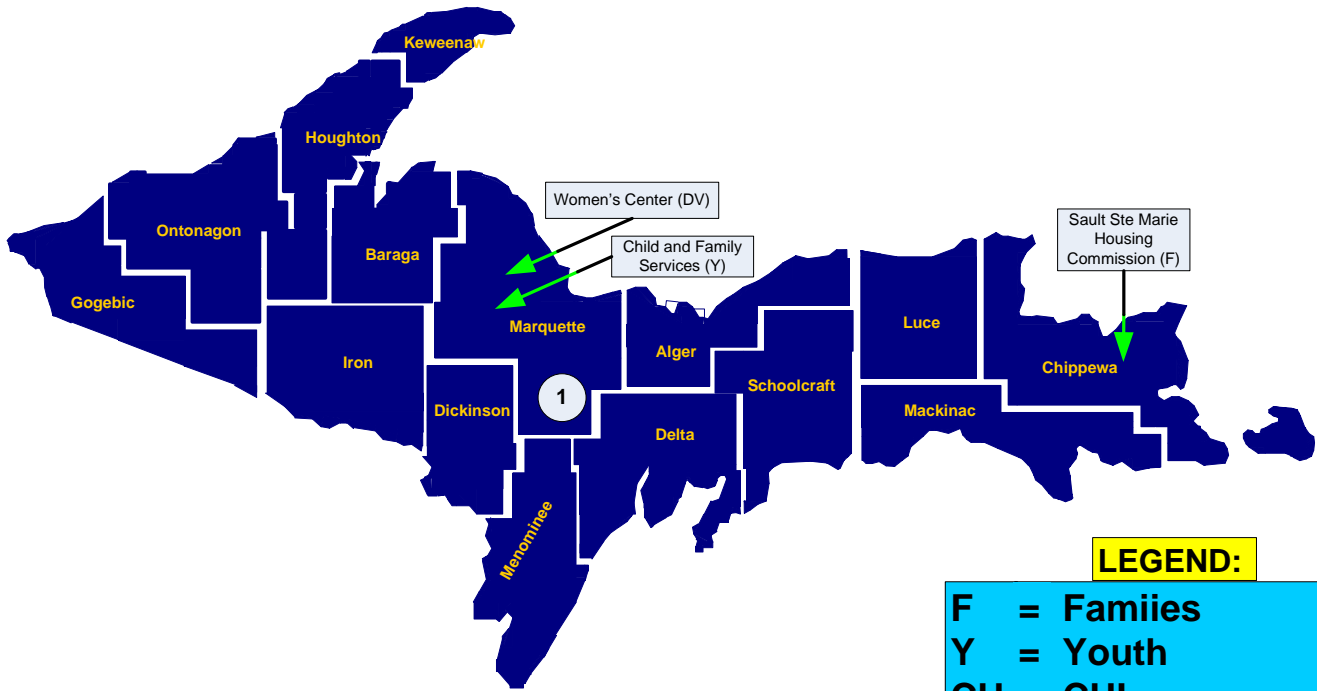 Keweenaw
Houghton
Women's Center (DV)
Ontonagon
Baraga
Child and Family
Services (Y)
Sault Ste Marie
Housing
Commission (F)
Gogebic
Marquette
Luce
Iron
Alger
Chippewa
Schoolcraft
Dickinson
1
Mackinac
Delta
Menominee
LEGEND:
F = Famiies
Y = Youth